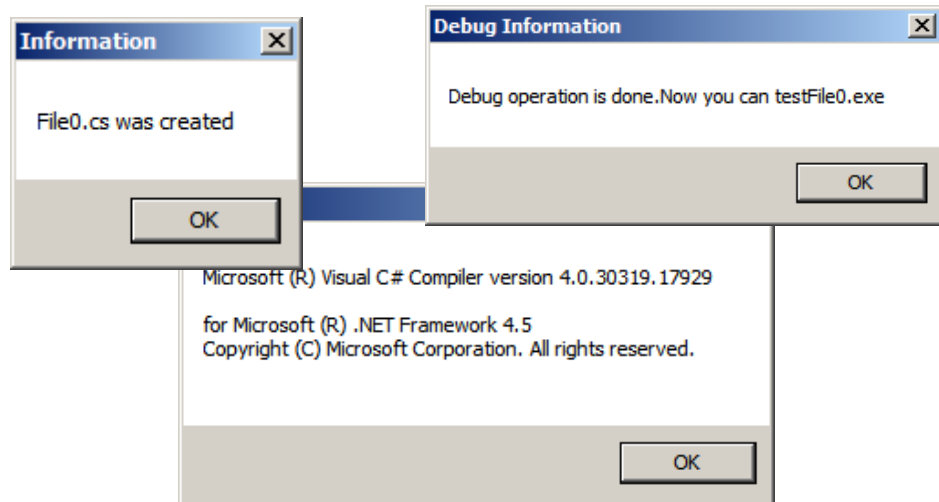 Information
File0.cs was created
OK
Debug Information
Debug operation is done.Now you can testFile0.exe
OK
Microsoft (R) Visual C# Compiler version 4.0.30319.17929
for Microsoft (R) .NET Framework 4.5
Copyright (C) Microsoft Corporation. All rights reserved.
OK